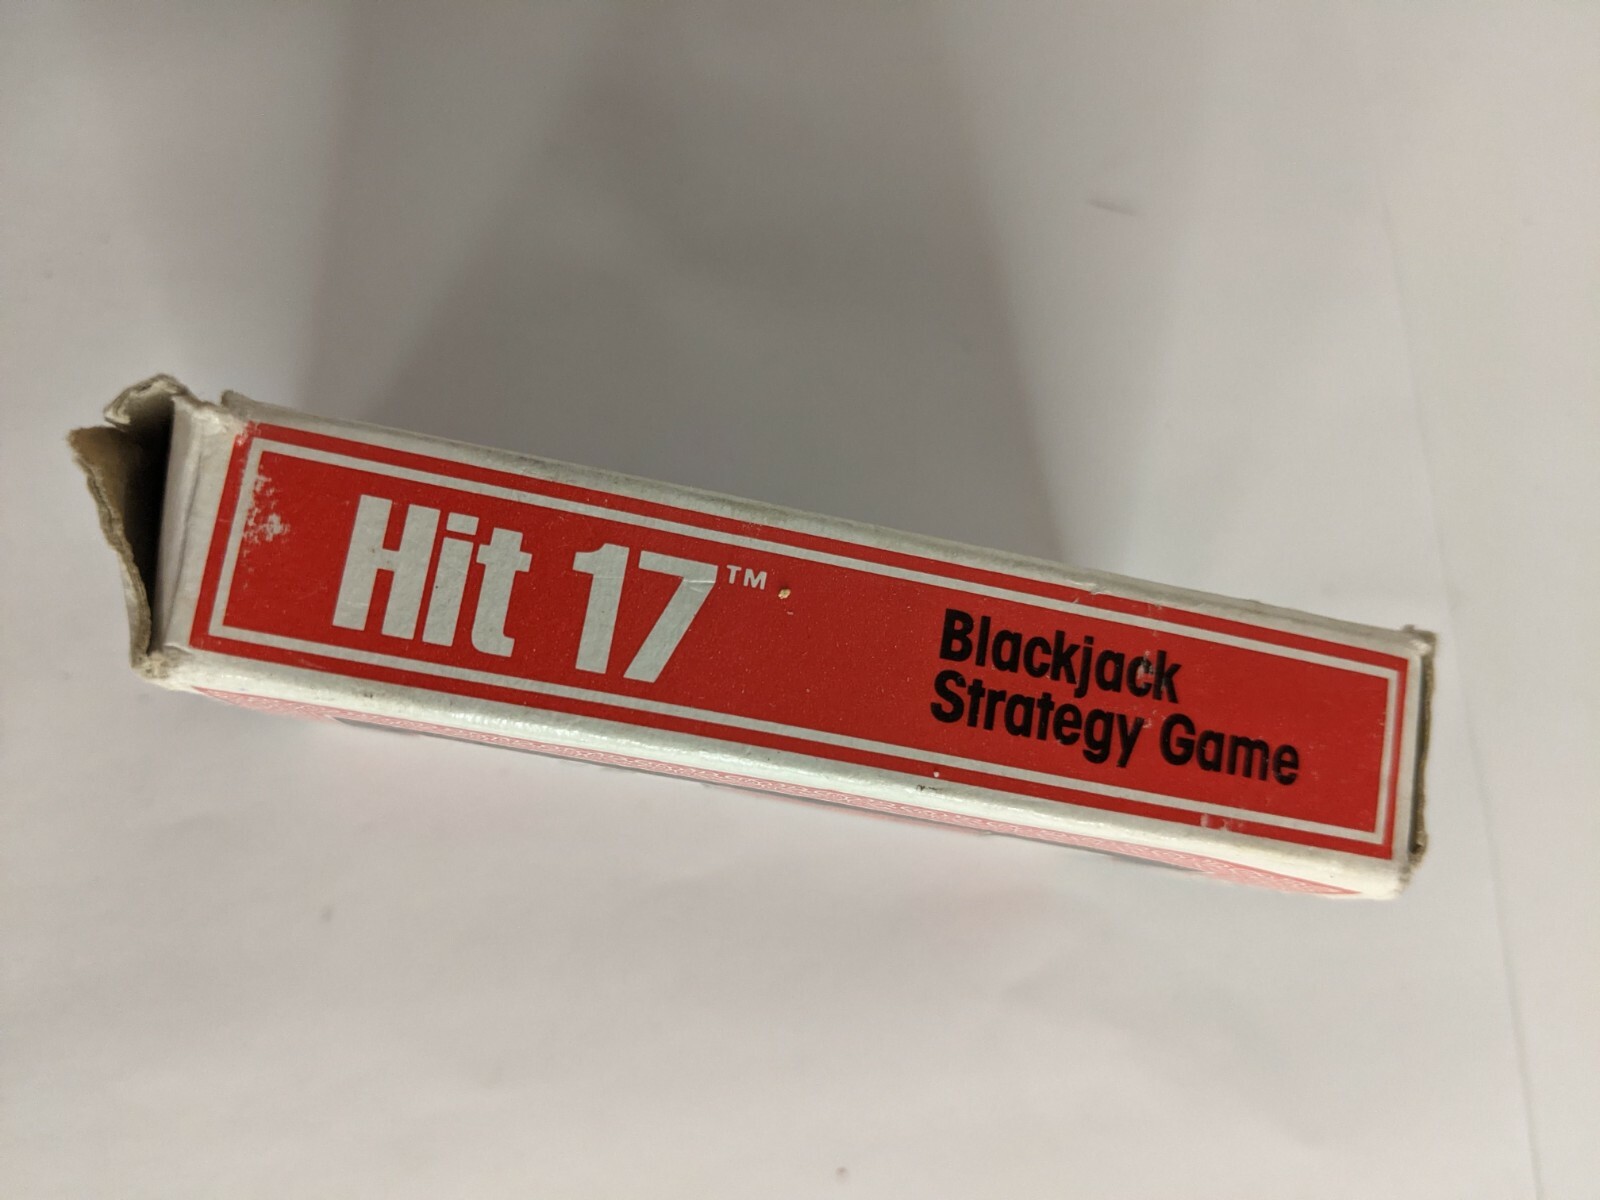 Hit 17™
Blackjack
Strategy Game